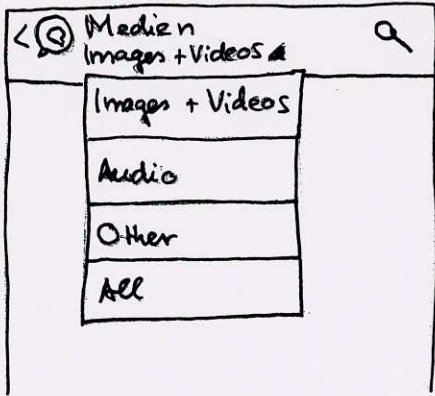 Medien
Images + Videos
Images + Videos
Audio
Other
All